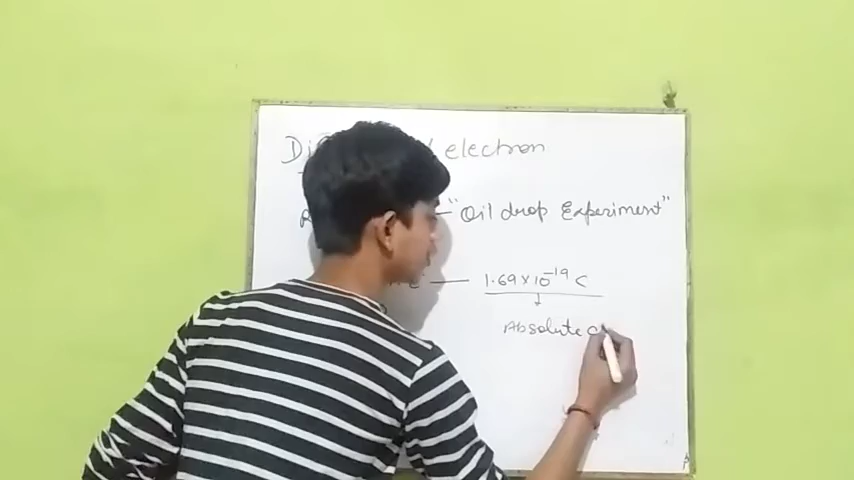 electron
— "Oil drop Experiment"
— 1.69 × 10⁻¹⁹ C
Absolute